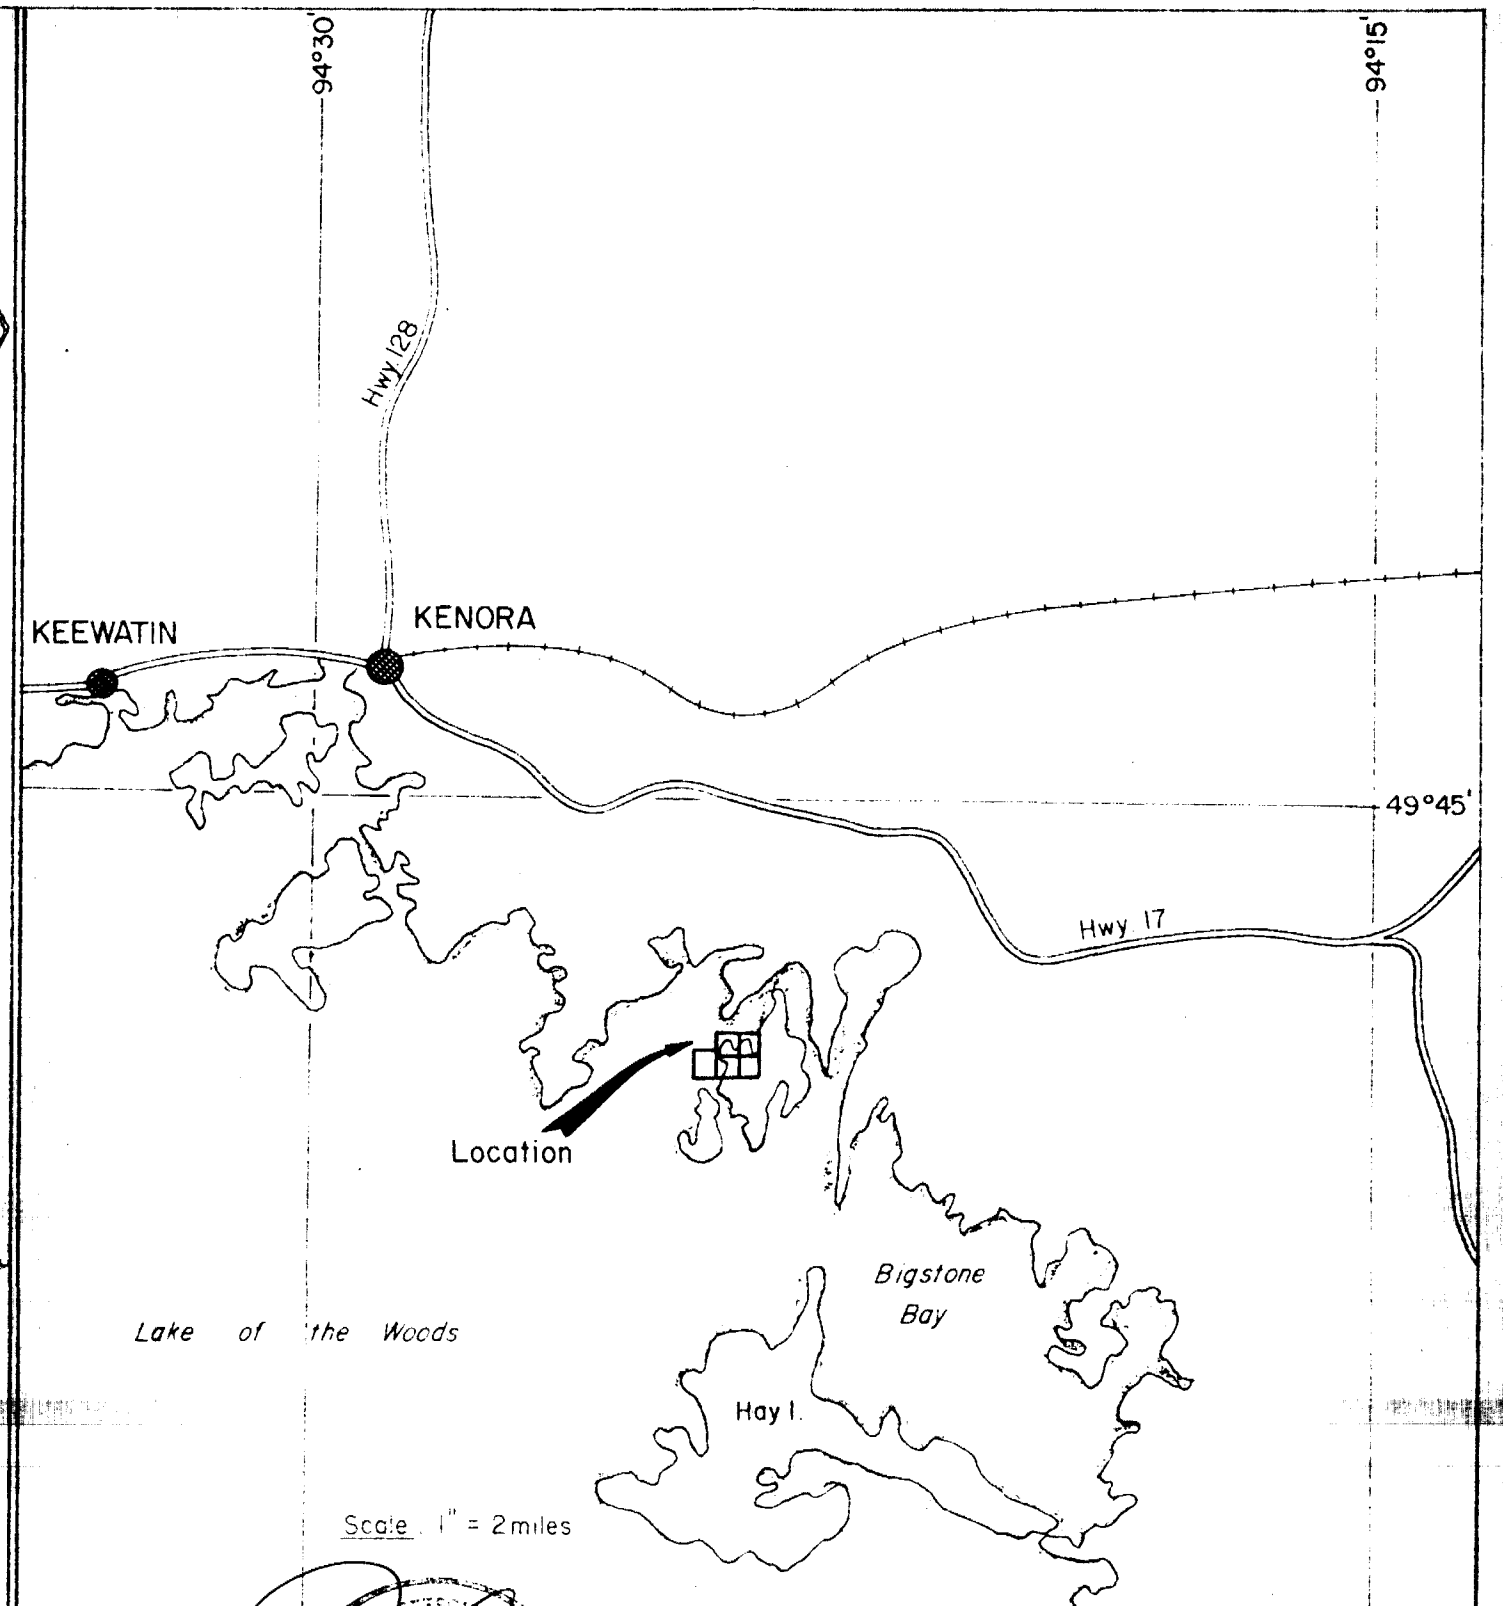 94°30'
94°15'
Hwy. 128
KEEWATIN
KENORA
49°45'
Hwy. 17
Location
Bigstone
Bay
Lake of the Woods
Hay I.
Scale 1" = 2 miles